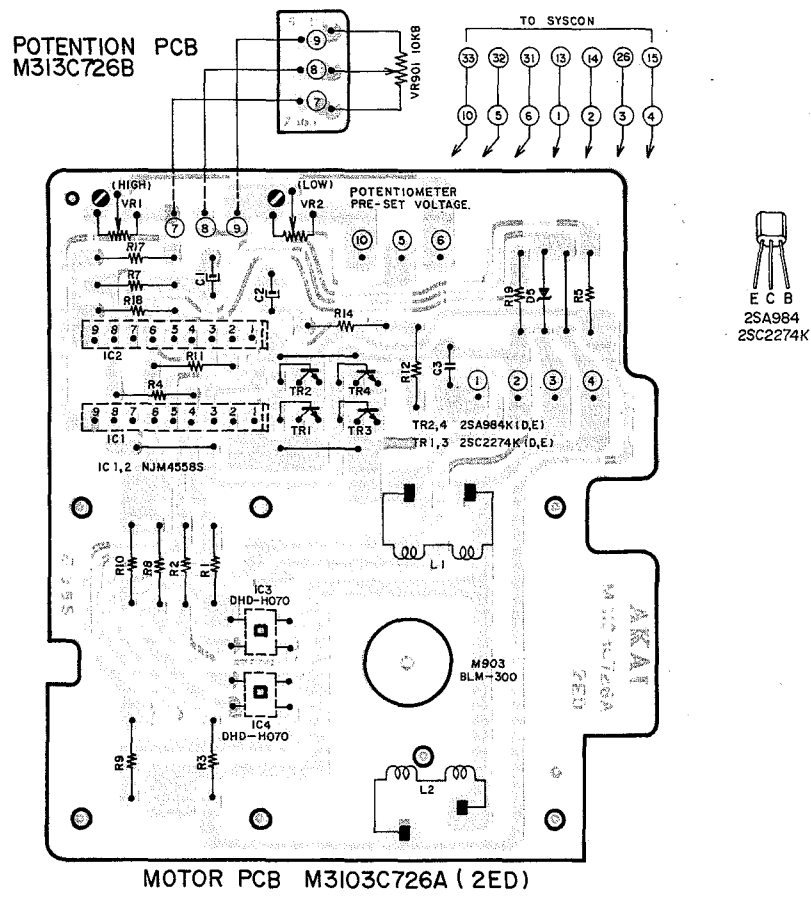 TO SYSCON
POTENTION PCB
M313C726B
9
8
7
VR901 10KB
33 32 31 13 14 26 15
10 5 6 1 2 3 4
(HIGH)
VR1
(LOW)
VR2
POTENTIOMETER
PRE-SET VOLTAGE.
7 8 9
10 5 6
R17
R7
R18
C1
C2
R14
R19
D5
R5
E C B
2SA984
2SC2274K
9 8 7 6 5 4 3 2 1
IC2
R11
R4
R12
C3
TR2
TR4
1 2 3 4
9 8 7 6 5 4 3 2 1
IC1
TR1
TR3
TR2,4 2SA984K(D,E)
TR1,3 2SC2274K(D,E)
IC1,2 NJM4558S
L1
R10
R8
R2
R1
IC3
DHD-H070
M903
BLM-300
AKAI
2ED
IC4
DHD-H070
R9
R3
L2
MOTOR PCB M3103C726A (2ED)